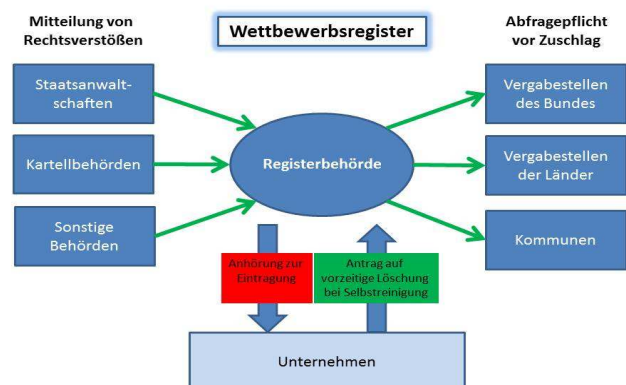 Mitteilung von
Rechtsverstößen
Wettbewerbsregister
Abfragepflicht
vor Zuschlag
Staatsanwalt-
schaften
Kartellbehörden
Sonstige
Behörden
Registerbehörde
Vergabestellen
des Bundes
Vergabestellen
der Länder
Kommunen
Anhörung zur
Eintragung
Antrag auf
vorzeitige Löschung
bei Selbstreinigung
Unternehmen